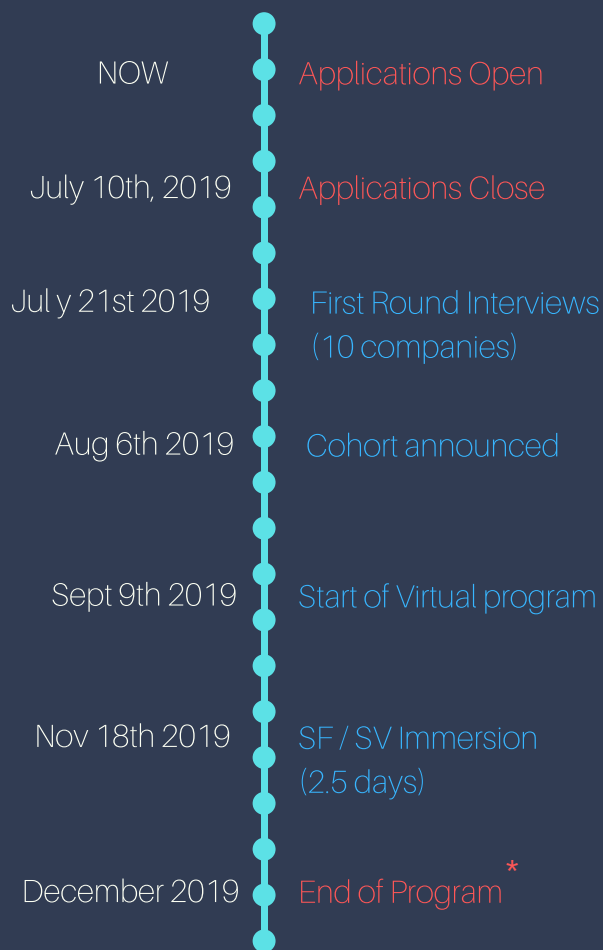 NOW
Applications Open
July 10th, 2019
Applications Close
Jul y 21st 2019
First Round Interviews
(10 companies)
Aug 6th 2019
Cohort announced
Sept 9th 2019
Start of Virtual program
Nov 18th 2019
SF / SV Immersion
(2.5 days)
December 2019
End of Program*